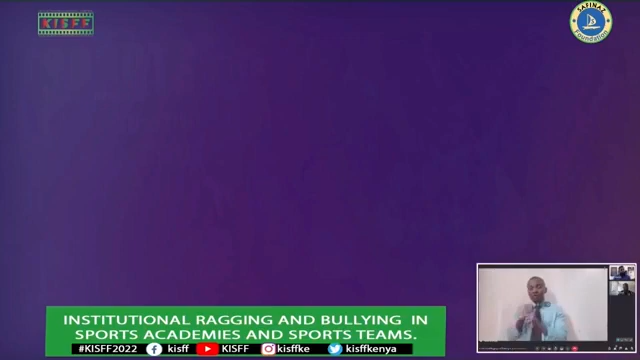 KISFF
SAFINAZ
Foundation
INSTITUTIONAL RAGGING AND BULLYING IN
SPORTS ACADEMIES AND SPORTS TEAMS.
#KISFF2022 kisff KISFF kisffke kisffkenya